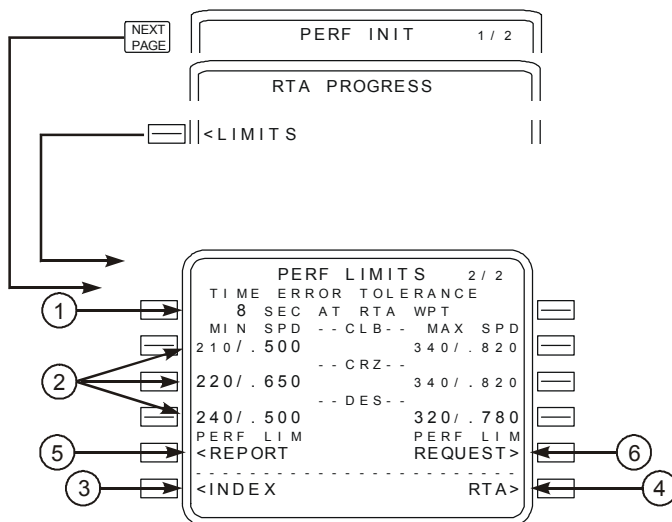 NEXT PAGE
PERF INIT 1 / 2
RTA PROGRESS
<LIMITS
PERF LIMITS 2 / 2
TIME ERROR TOLERANCE
1
8 SEC AT RTA WPT
MIN SPD --CLB-- MAX SPD
210/.500 340/.820
--CRZ--
2
220/.650 340/.820
--DES--
240/.500 320/.780
PERF LIM PERF LIM
5
<REPORT REQUEST>
6
3
<INDEX RTA>
4